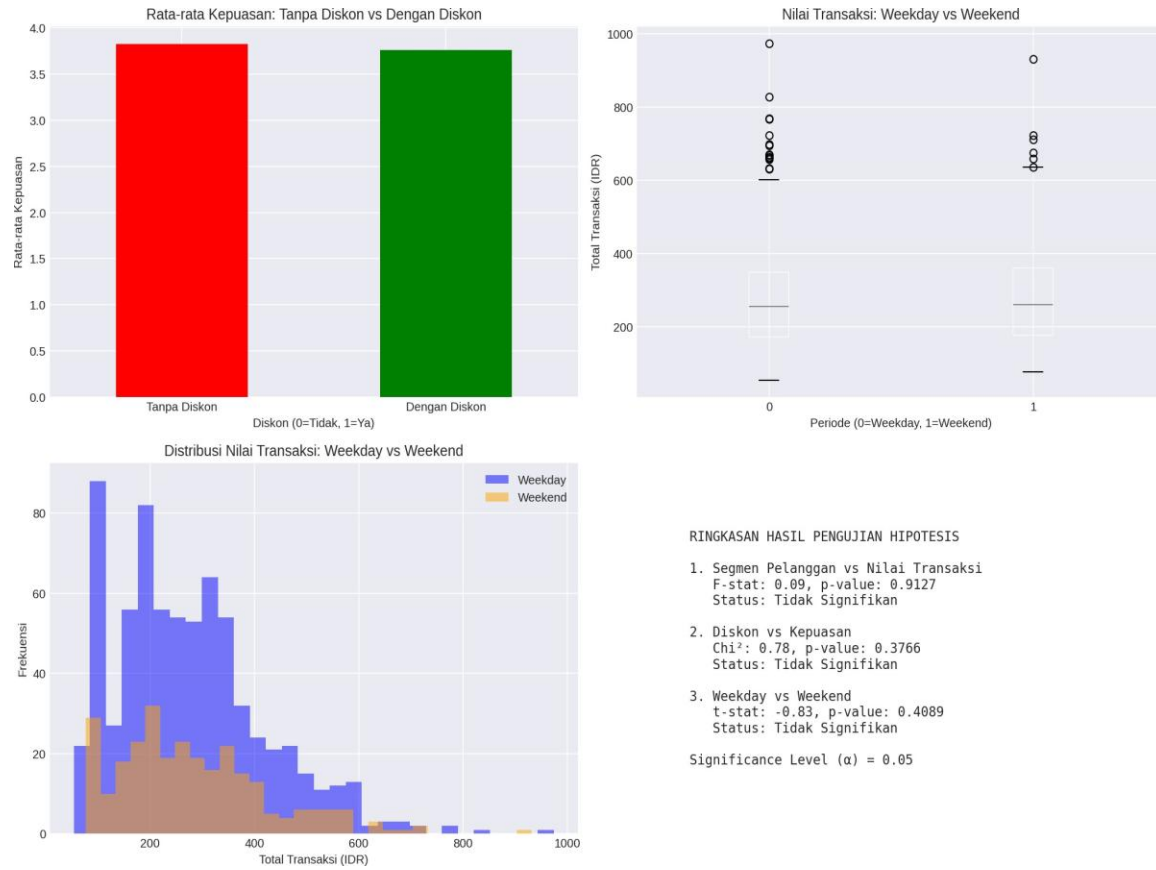 Rata-rata Kepuasan: Tanpa Diskon vs Dengan Diskon
4.0
3.5
3.0
2.5
2.0
1.5
1.0
0.5
0.0
Rata-rata Kepuasan
Tanpa Diskon
Dengan Diskon
Diskon (0=Tidak, 1=Ya)
Nilai Transaksi: Weekday vs Weekend
1000
800
600
400
200
Total Transaksi (IDR)
0
1
Periode (0=Weekday, 1=Weekend)
Distribusi Nilai Transaksi: Weekday vs Weekend
Weekday
Weekend
80
60
40
20
0
Frekuensi
200
400
600
800
1000
Total Transaksi (IDR)
RINGKASAN HASIL PENGUJIAN HIPOTESIS
1. Segmen Pelanggan vs Nilai Transaksi
F-stat: 0.09, p-value: 0.9127
Status: Tidak Signifikan
2. Diskon vs Kepuasan
Chi²: 0.78, p-value: 0.3766
Status: Tidak Signifikan
3. Weekday vs Weekend
t-stat: -0.83, p-value: 0.4089
Status: Tidak Signifikan
Significance Level (α) = 0.05